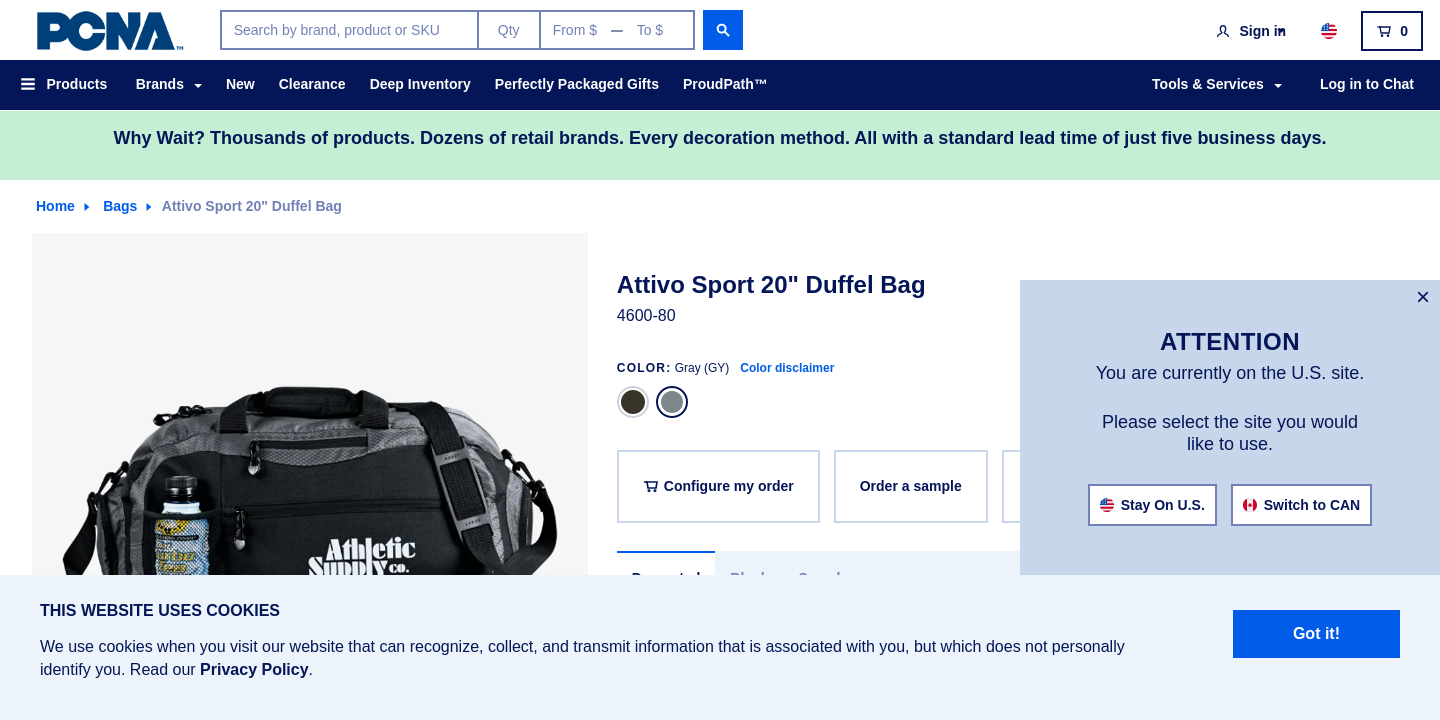 PCNA™
Search by brand, product or SKU
Qty
From $ — To $
Sign in
0
Products
Brands
New
Clearance
Deep Inventory
Perfectly Packaged Gifts
ProudPath™
Tools & Services
Log in to Chat
Why Wait? Thousands of products. Dozens of retail brands. Every decoration method. All with a standard lead time of just five business days.
Home
Bags
Attivo Sport 20" Duffel Bag
Athletic
Supply co.
Attivo Sport 20" Duffel Bag
4600-80
COLOR: Gray (GY) Color disclaimer
Configure my order
Order a sample
×
ATTENTION
You are currently on the U.S. site.
Please select the site you would
like to use.
Stay On U.S.
Switch to CAN
THIS WEBSITE USES COOKIES
We use cookies when you visit our website that can recognize, collect, and transmit information that is associated with you, but which does not personally
identify you. Read our Privacy Policy.
Got it!